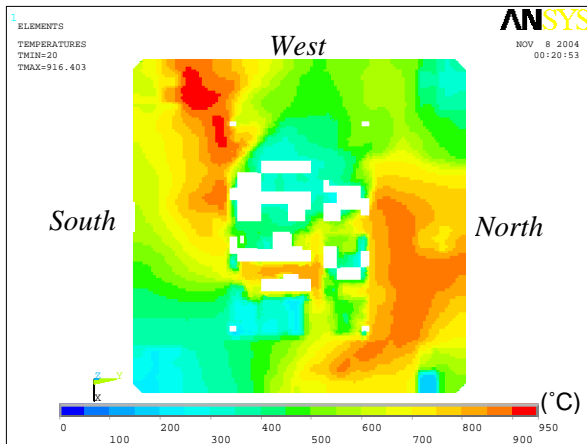 1
ELEMENTS
ANSYS
TEMPERATURES
TMIN=20
TMAX=916.403
NOV 8 2004
00:20:53
West
South
North
Z Y
X
0 200 400 600 800 950
100 300 500 700 900
(°C)